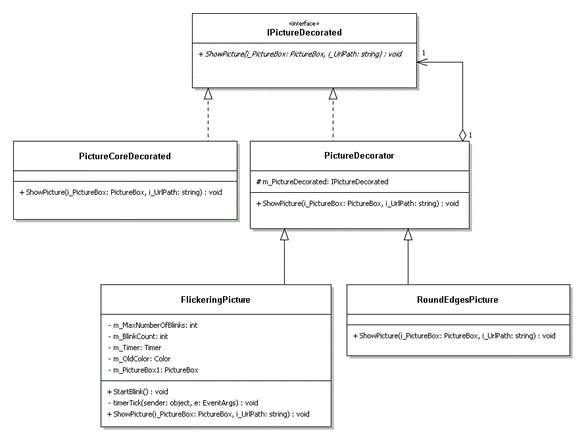 «interface»
IPictureDecorated
+ ShowPicture(i_PictureBox: PictureBox, i_UrlPath: string) : void
1
1
PictureCoreDecorated
+ ShowPicture(i_PictureBox: PictureBox, i_UrlPath: string) : void
PictureDecorator
# m_PictureDecorated: IPictureDecorated
+ ShowPicture(i_PictureBox: PictureBox, i_UrlPath: string) : void
FlickeringPicture
- m_MaxNumberOfBlinks: int
- m_BlinkCount: int
- m_Timer: Timer
- m_OldColor: Color
- m_PictureBox1: PictureBox
+ StartBlink() : void
- timerTick(sender: object, e: EventArgs) : void
+ ShowPicture(i_PictureBox: PictureBox, i_UrlPath: string) : void
RoundEdgesPicture
+ ShowPicture(i_PictureBox: PictureBox, i_UrlPath: string) : void